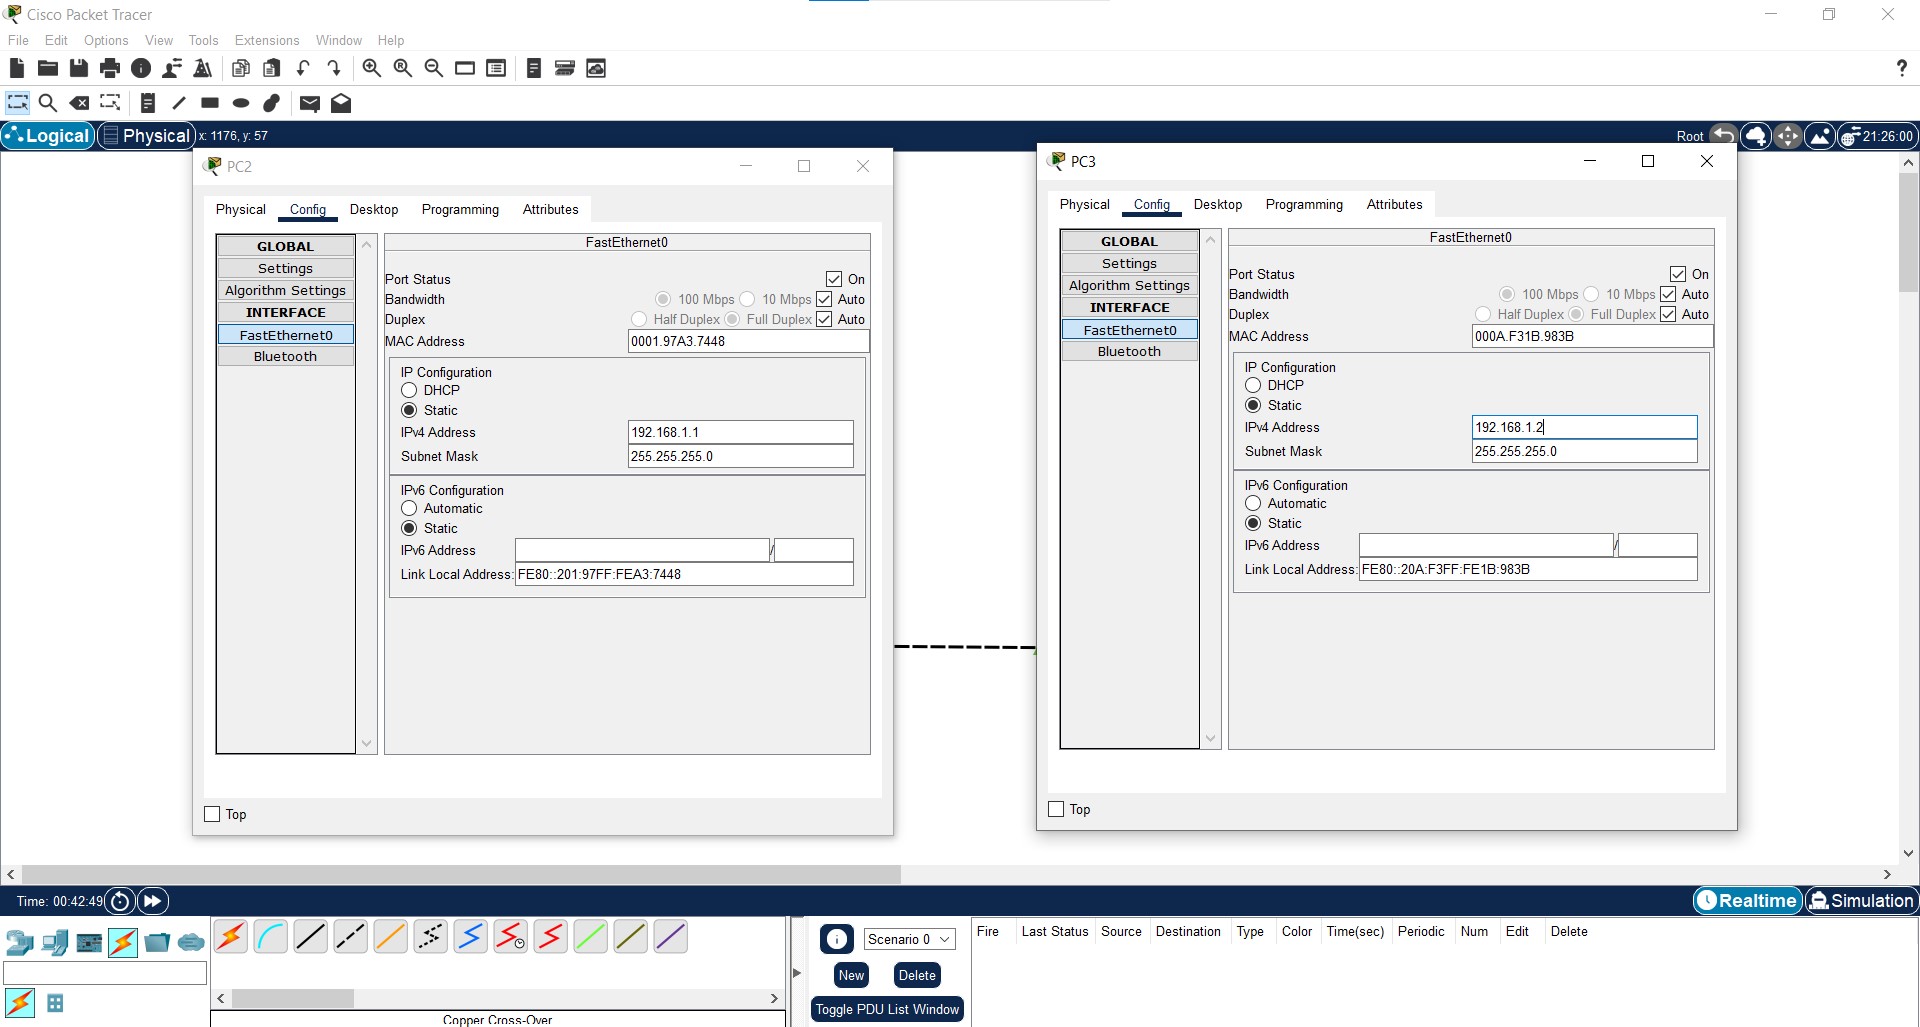 Cisco Packet Tracer
File Edit Options View Tools Extensions Window Help
?
Logical Physical x: 1176, y: 57 Root 21:26:00
PC2
Physical Config Desktop Programming Attributes
GLOBAL
Settings
Algorithm Settings
INTERFACE
FastEthernet0
Bluetooth
FastEthernet0
Port Status On
Bandwidth 100 Mbps 10 Mbps Auto
Duplex Half Duplex Full Duplex Auto
MAC Address 0001.97A3.7448
IP Configuration
DHCP
Static
IPv4 Address 192.168.1.1
Subnet Mask 255.255.255.0
IPv6 Configuration
Automatic
Static
IPv6 Address /
Link Local Address: FE80::201:97FF:FEA3:7448
Top
PC3
Physical Config Desktop Programming Attributes
GLOBAL
Settings
Algorithm Settings
INTERFACE
FastEthernet0
Bluetooth
FastEthernet0
Port Status On
Bandwidth 100 Mbps 10 Mbps Auto
Duplex Half Duplex Full Duplex Auto
MAC Address 000A.F31B.983B
IP Configuration
DHCP
Static
IPv4 Address 192.168.1.2
Subnet Mask 255.255.255.0
IPv6 Configuration
Automatic
Static
IPv6 Address /
Link Local Address: FE80::20A:F3FF:FE1B:983B
Top
Time: 00:42:49 Realtime Simulation
Scenario 0
New Delete
Toggle PDU List Window
Fire Last Status Source Destination Type Color Time(sec) Periodic Num Edit Delete
Copper Cross-Over